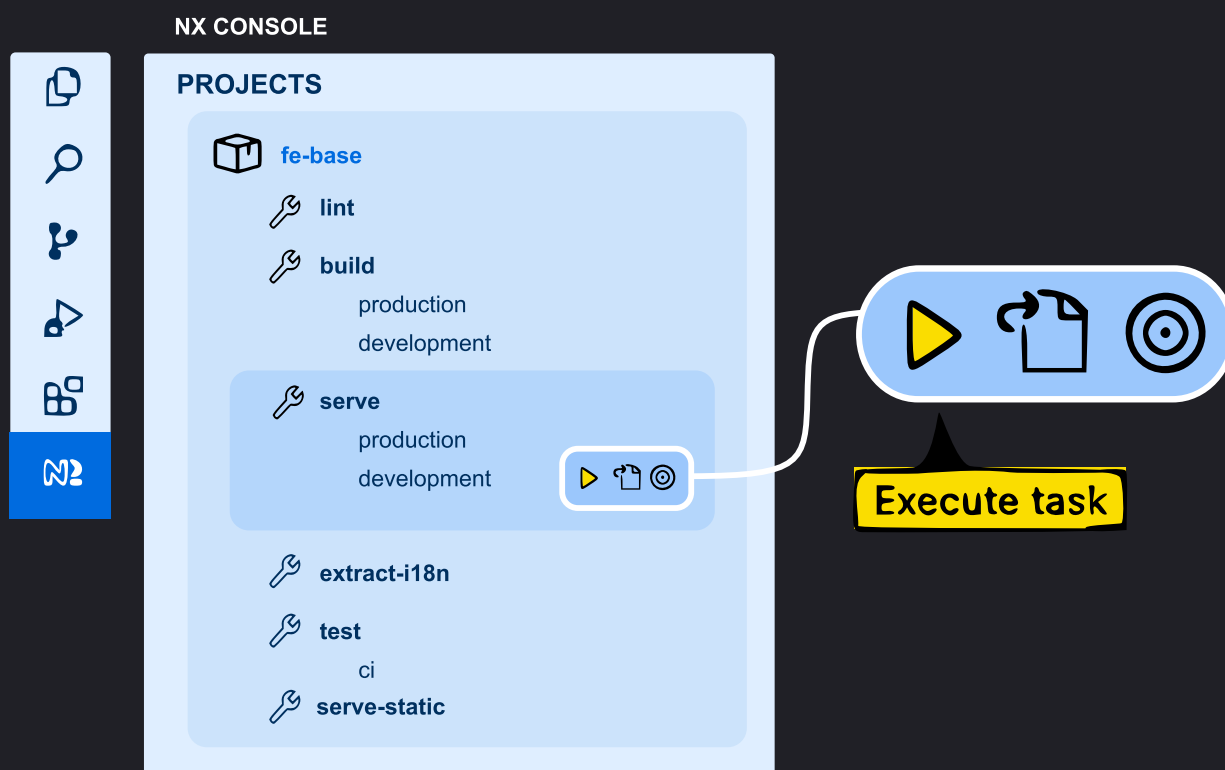 NX CONSOLE
PROJECTS
fe-base
lint
build
production
development
serve
production
development
extract-i18n
test
ci
serve-static
Execute task